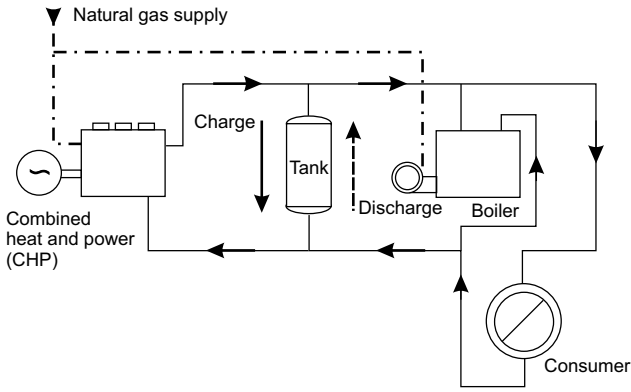 Natural gas supply
Charge
Tank
Discharge
Boiler
Combined
heat and power
(CHP)
Consumer